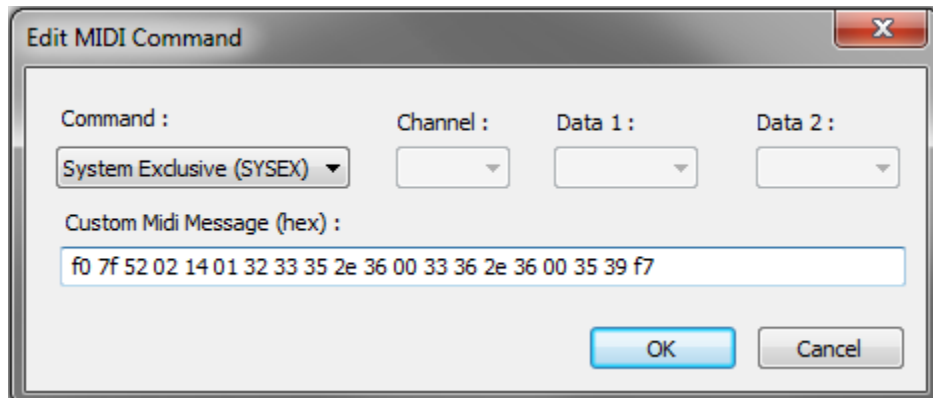 Edit MIDI Command
Command : Channel : Data 1 : Data 2 :
System Exclusive (SYSEX)
Custom Midi Message (hex) :
f0 7f 52 02 14 01 32 33 35 2e 36 00 33 36 2e 36 00 35 39 f7
OK Cancel